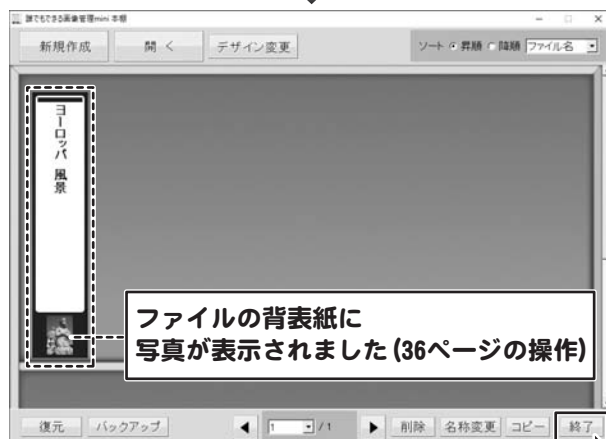 誰でもできる画像管理mini 本棚
新規作成 開く デザイン変更 ソート 昇順 降順 ファイル名
ヨーロッパ 風景
ファイルの背表紙に
写真が表示されました(36ページの操作)
復元 バックアップ ◀ 1 / 1 ▶ 削除 名称変更 コピー 終了